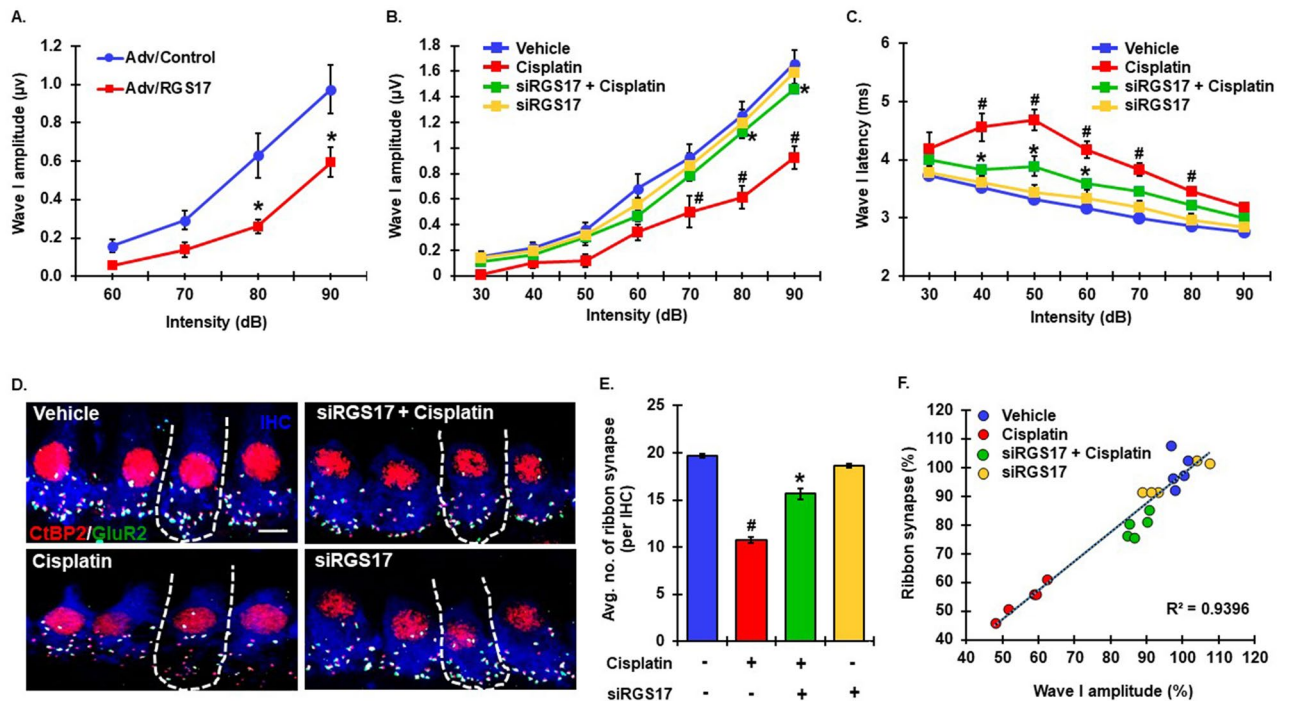 A.
Wave I amplitude (µv)
1.2
1.0
0.8
0.6
0.4
0.2
0.0
Adv/Control
Adv/RGS17
*
*
60 70 80 90
Intensity (dB)
B.
Wave I amplitude (µV)
1.8
1.6
1.4
1.2
1
0.8
0.6
0.4
0.2
0
Vehicle
Cisplatin
siRGS17 + Cisplatin
siRGS17
*
*
#
#
#
30 40 50 60 70 80 90
Intensity (dB)
C.
Wave I latency (ms)
6
5
4
3
2
Vehicle
Cisplatin
siRGS17 + Cisplatin
siRGS17
# # # # #
* * *
30 40 50 60 70 80 90
Intensity (dB)
D.
Vehicle
IHC
CtBP2/GluR2
siRGS17 + Cisplatin
Cisplatin
siRGS17
E.
Avg. no. of ribbon synapse
(per IHC)
25
20
15
10
5
0
#
*
Cisplatin - + + -
siRGS17 - - + +
F.
Ribbon synapse (%)
120
110
100
90
80
70
60
50
40
Vehicle
Cisplatin
siRGS17 + Cisplatin
siRGS17
R² = 0.9396
40 50 60 70 80 90 100 110 120
Wave I amplitude (%)